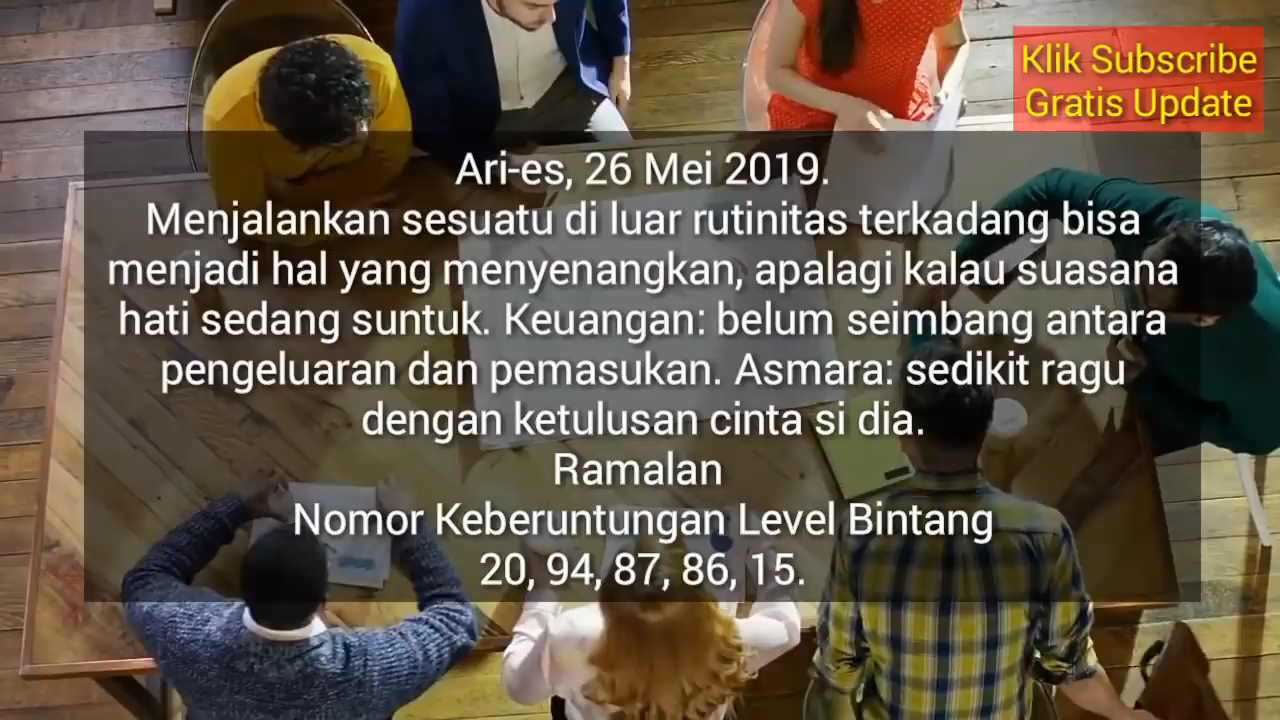 Klik Subscribe
Gratis Update
Ari-es, 26 Mei 2019.
Menjalankan sesuatu di luar rutinitas terkadang bisa
menjadi hal yang menyenangkan, apalagi kalau suasana
hati sedang suntuk. Keuangan: belum seimbang antara
pengeluaran dan pemasukan. Asmara: sedikit ragu
dengan ketulusan cinta si dia.
Ramalan
Nomor Keberuntungan Level Bintang
20, 94, 87, 86, 15.